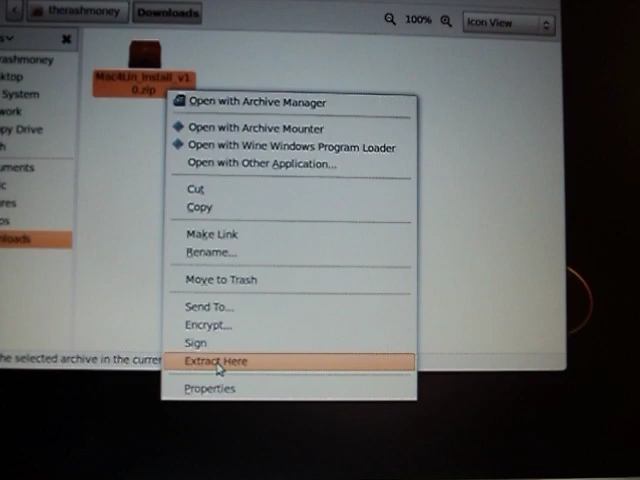 therashmoney
Downloads
100%
Icon View
Mac4Lin_Install_v1
0.zip
Open with Archive Manager
Open with Archive Mounter
Open with Wine Windows Program Loader
Open with Other Application...
Cut
Copy
Make Link
Rename...
Move to Trash
Send To...
Encrypt...
Sign
Extract Here
Properties
s
ashmoney
ktop
System
work
py Drive
h
uments
ic
res
os
nloads
he selected archive in the curren